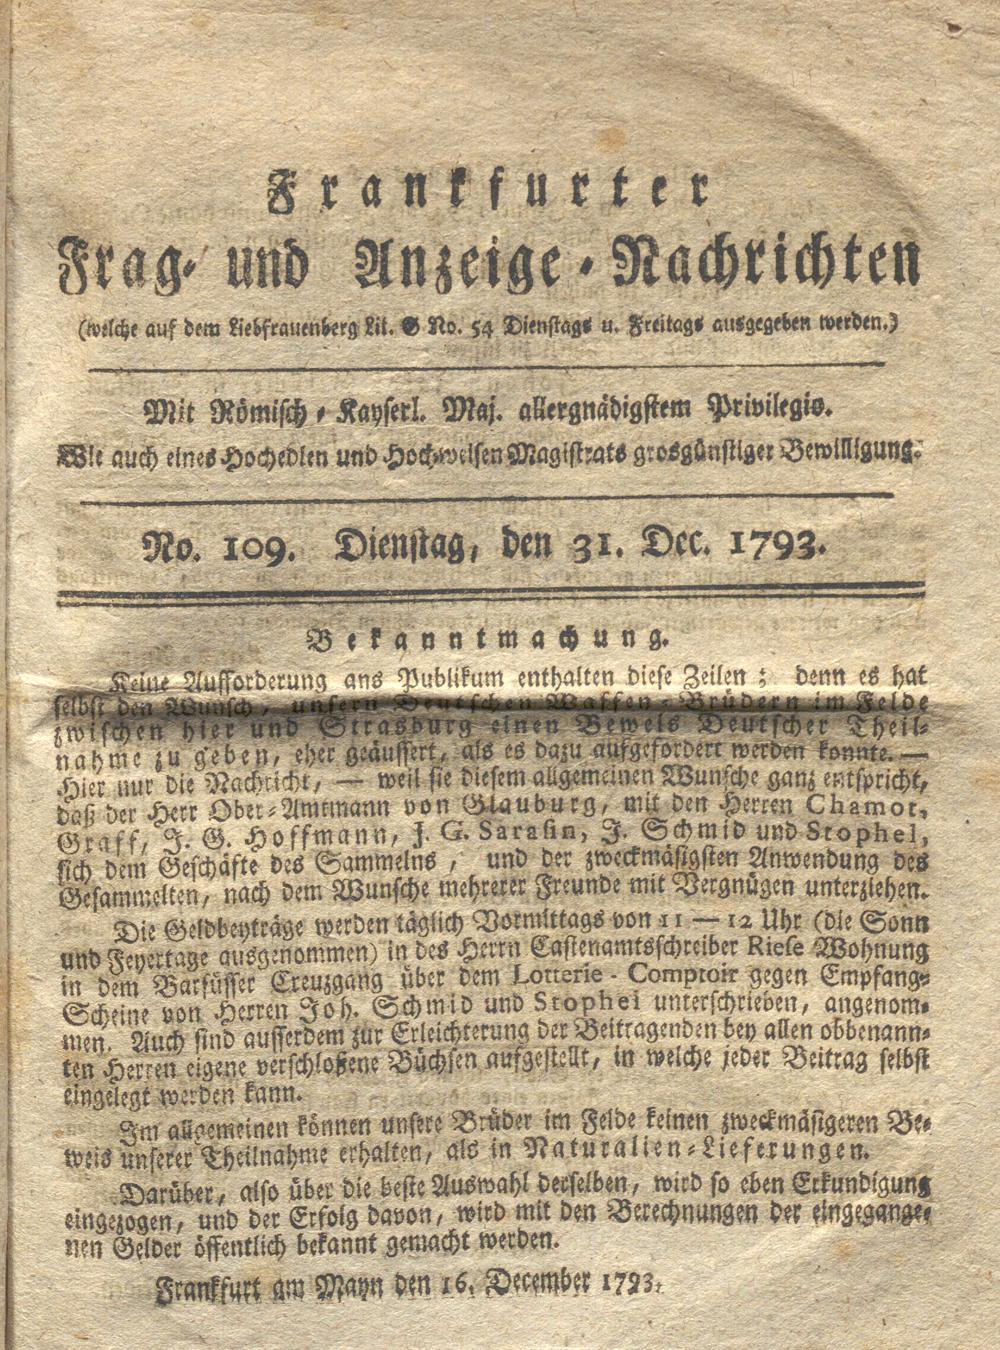 Frankfurter
Frag- und Anzeige-Nachrichten
(welche auf dem Liebfrauenberg Lit. G No. 54 Dienstags u. Freitags ausgegeben werden.)
Mit Römisch-Kayserl. Maj. allergnädigstem Privilegio.
Wie auch eines Hochedlen und Hochweisen Magistrats grosgünstiger Bewilligung.
No. 109. Dienstag, den 31. Dec. 1793.
Bekanntmachung.
Keine Aufforderung ans Publikum enthalten diese Zeilen; denn es hat
selbst den Wunsch, unsern Deutschen Waffen-Brüdern im Felde
zwischen hier und Strasburg einen Beweis Deutscher Theil-
nahme zu geben, eher geäussert, als es dazu aufgefordert werden konnte. —
Hier nur die Nachricht, — weil sie diesem allgemeinen Wunsche ganz entspricht,
daß der Herr Ober-Amtmann von Glauburg, mit den Herren Chamot,
Graff, J. G. Hoffmann, J. G. Sarasin, J. Schmid und Stophel,
sich dem Geschäfte des Sammelns, und der zweckmäsigsten Anwendung des
Gesammelten, nach dem Wunsche mehrerer Freunde mit Vergnügen unterziehen.
Die Geldbeyträge werden täglich Vormittags von 11 — 12 Uhr (die Sonn
und Feyertage ausgenommen) in des Herrn Castenamtsschreiber Riese Wohnung
in dem Barfüsser Creuzgang über dem Lotterie-Comptoir gegen Empfang-
Scheine von Herren Joh. Schmid und Stophel unterschrieben, angenom-
men. Auch sind ausserdem zur Erleichterung der Beitragenden bey allen obbenann-
ten Herren eigene verschloßene Büchsen aufgestellt, in welche jeder Beitrag selbst
eingelegt werden kann.
Im allgemeinen können unsere Brüder im Felde keinen zweckmäsigeren Be-
weis unserer Theilnahme erhalten, als in Naturalien-Lieferungen.
Darüber, also über die beste Auswahl derselben, wird so eben Erkundigung
eingezogen, und der Erfolg davon, wird mit den Berechnungen der eingegange-
nen Gelder öffentlich bekannt gemacht werden.
Frankfurt am Mayn den 16. December 1793.